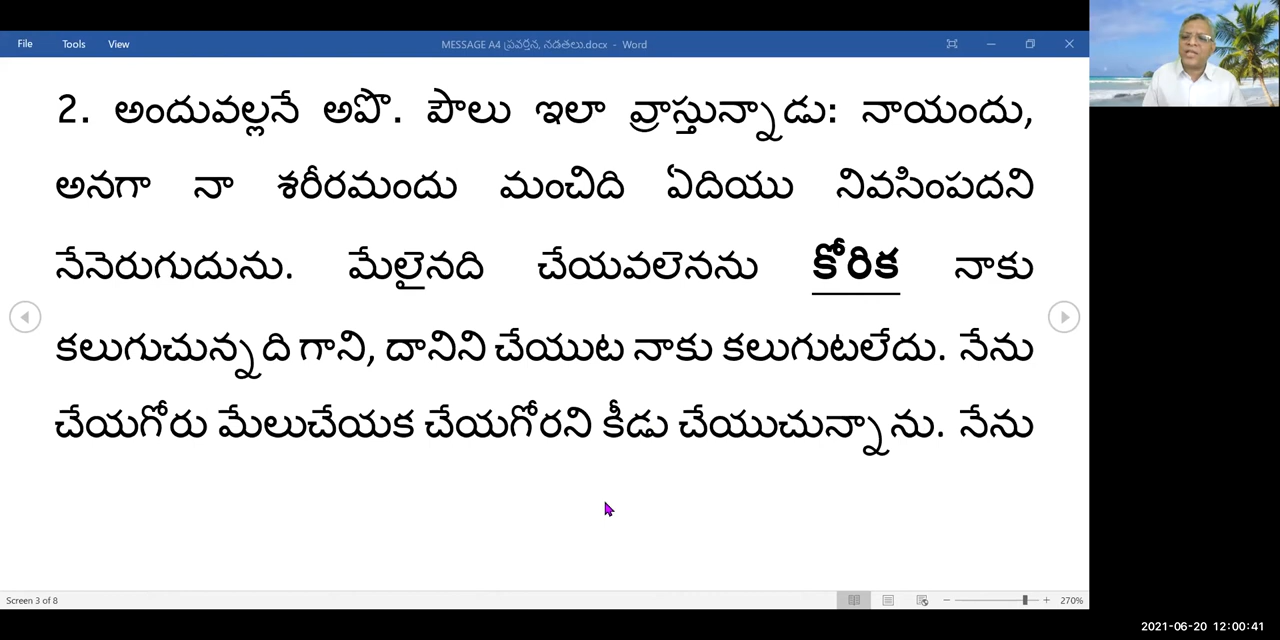 File Tools View MESSAGE A4 ప్రవర్తన, నడతలు.docx - Word
2. అందువల్లనే అపొ. పౌలు ఇలా వ్రాస్తున్నాడు: నాయందు,
అనగా నా శరీరమందు మంచిది ఏదియు నివసింపదని
నేనెరుగుదును. మేలైనది చేయవలెనను కోరిక నాకు
కలుగుచున్నది గాని, దానిని చేయుట నాకు కలుగుటలేదు. నేను
చేయగోరు మేలుచేయక చేయగోరని కీడు చేయుచున్నాను. నేను
Screen 3 of 8 270%
2021-06-20 12:00:41